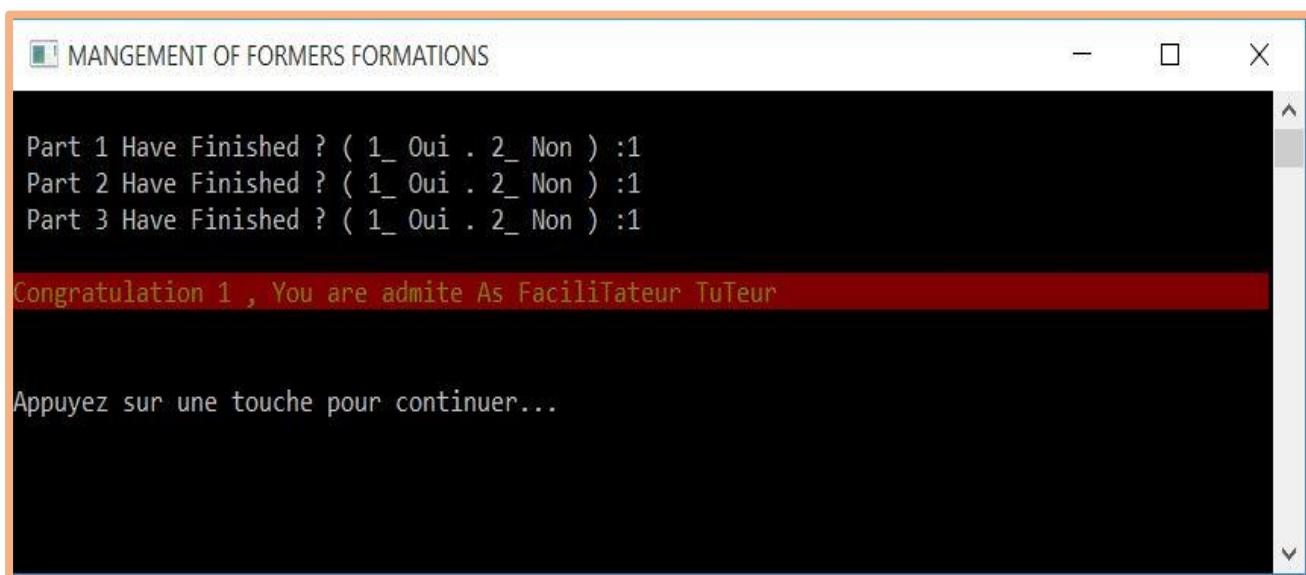 MANGEMENT OF FORMERS FORMATIONS
Part 1 Have Finished ? ( 1_ Oui . 2_ Non ) :1
Part 2 Have Finished ? ( 1_ Oui . 2_ Non ) :1
Part 3 Have Finished ? ( 1_ Oui . 2_ Non ) :1
Congratulation 1 , You are admite As FaciliTateur TuTeur
Appuyez sur une touche pour continuer...